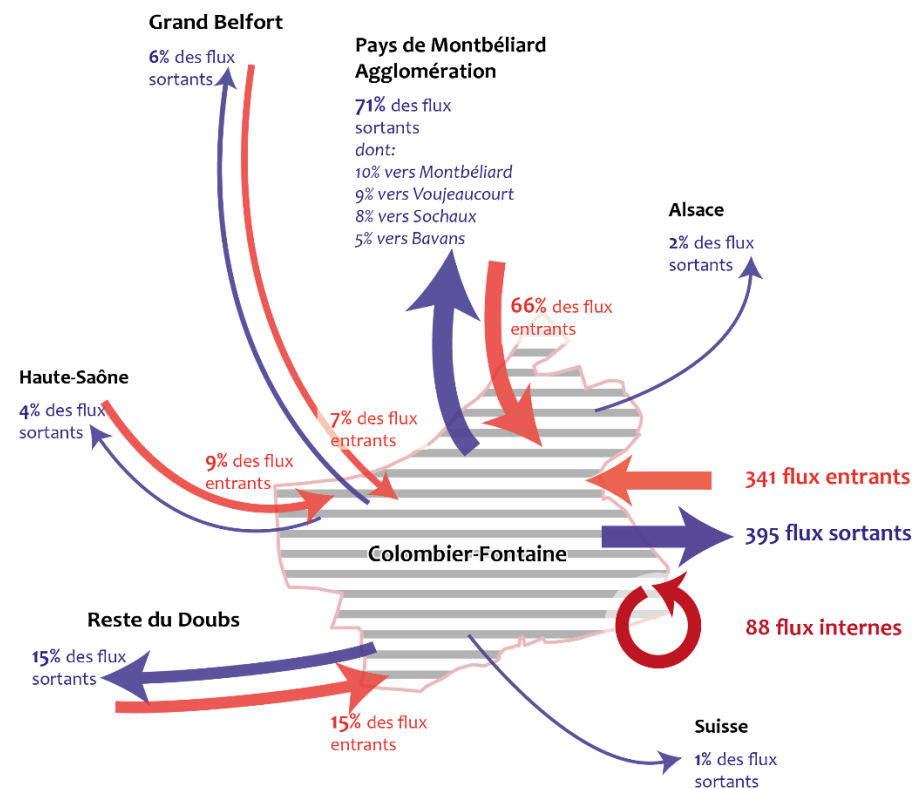 Grand Belfort
6% des flux
sortants
Pays de Montbéliard
Agglomération
71% des flux
sortants
dont:
10% vers Montbéliard
9% vers Voujeaucourt
8% vers Sochaux
5% vers Bavans
Alsace
2% des flux
sortants
66% des flux
entrants
Haute-Saône
4% des flux
sortants
7% des flux
entrants
9% des flux
entrants
341 flux entrants
395 flux sortants
Colombier-Fontaine
88 flux internes
Reste du Doubs
15% des flux
sortants
15% des flux
entrants
Suisse
1% des flux
sortants